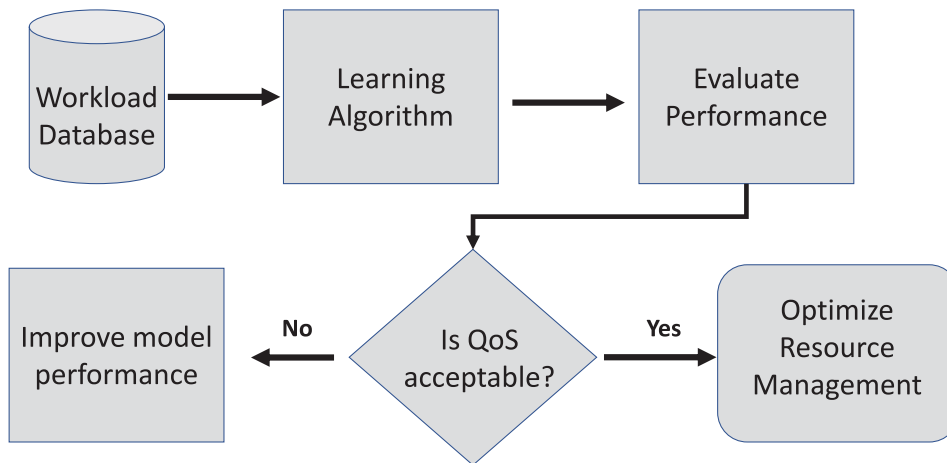 Workload
Database
Learning
Algorithm
Evaluate
Performance
Improve model
performance
No
Is QoS
acceptable?
Yes
Optimize
Resource
Management